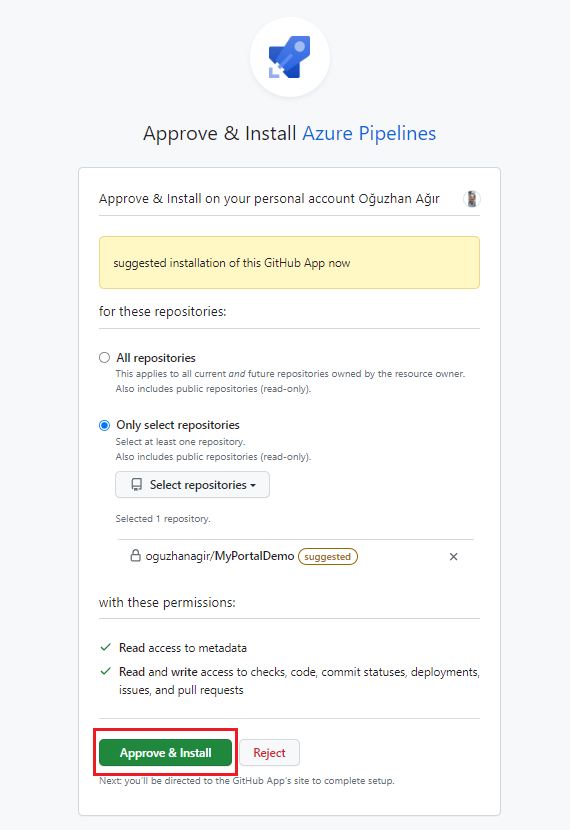 Approve & Install Azure Pipelines
Approve & Install on your personal account Oğuzhan Ağır
suggested installation of this GitHub App now
for these repositories:
All repositories
This applies to all current and future repositories owned by the resource owner.
Also includes public repositories (read-only).
Only select repositories
Select at least one repository.
Also includes public repositories (read-only).
Select repositories
Selected 1 repository.
oguzhanagir/MyPortalDemo suggested
with these permissions:
Read access to metadata
Read and write access to checks, code, commit statuses, deployments,
issues, and pull requests
Approve & Install Reject
Next: you'll be directed to the GitHub App's site to complete setup.